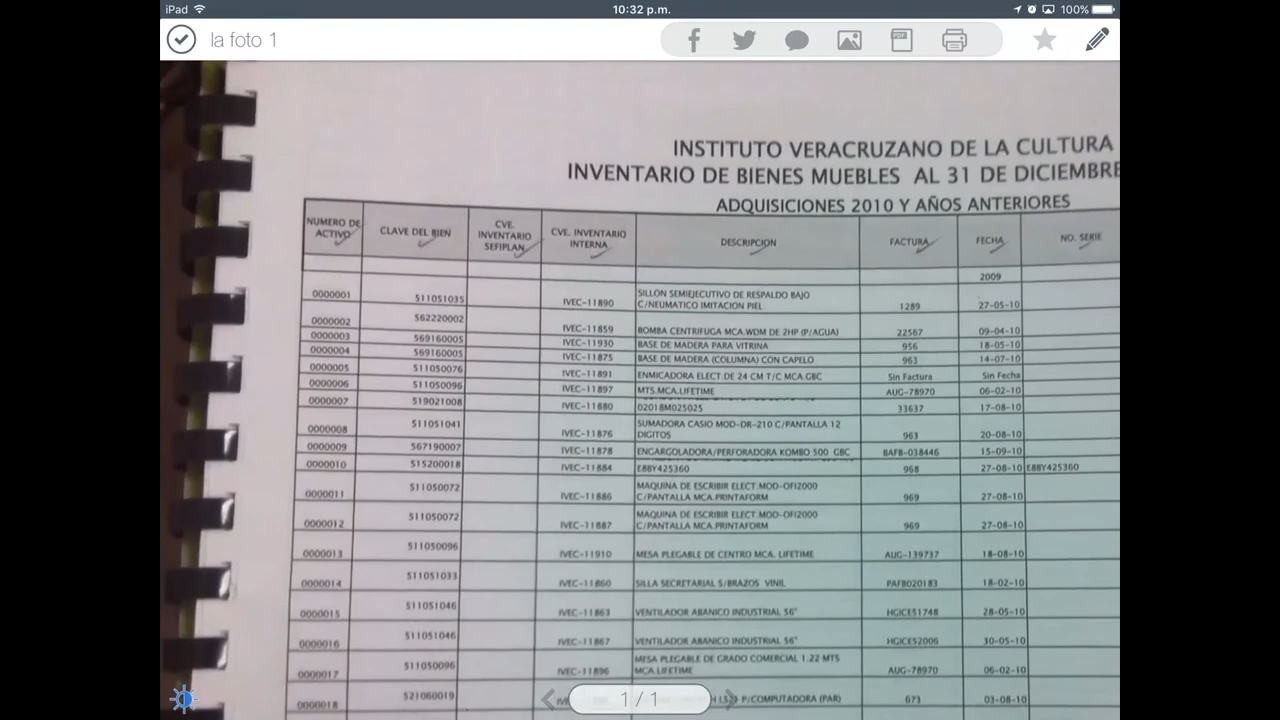 iPad 10:32 p.m. 100%
la foto 1 PDF
INSTITUTO VERACRUZANO DE LA CULTURA
INVENTARIO DE BIENES MUEBLES AL 31 DE DICIEMBRE
ADQUISICIONES 2010 Y AÑOS ANTERIORES
NUMERO DE ACTIVO CLAVE DEL BIEN CVE. INVENTARIO SEFIPLAN CVE. INVENTARIO INTERNA DESCRIPCION FACTURA FECHA NO. SERIE
2009
0000001 511051035 IVEC-11890 SILLON SEMIEJECUTIVO DE RESPALDO BAJO
C/NEUMATICO IMITACION PIEL 1289 27-05-10
0000002 562220002 IVEC-11859 BOMBA CENTRIFUGA MCA.WDM DE 2HP (P/AGUA) 22567 09-04-10
0000003 569160005 IVEC-11930 BASE DE MADERA PARA VITRINA 956 18-05-10
0000004 569160005 IVEC-11875 BASE DE MADERA (COLUMNA) CON CAPELO 963 14-07-10
0000005 511050076 IVEC-11891 ENMICADORA ELECT.DE 24 CM T/C MCA.GBC Sin Factura Sin Fecha
0000006 511050096 IVEC-11897 MTS.MCA.LIFETIME AUG-78970 06-02-10
0000007 519021008 IVEC-11880 02018M025025 33637 17-08-10
0000008 511051041 IVEC-11876 SUMADORA CASIO MOD-DR-210 C/PANTALLA 12
DIGITOS 963 20-08-10
0000009 567190007 IVEC-11878 ENGARGOLADORA/PERFORADORA KOMBO 500 GBC BAFB-038446 15-09-10
0000010 515200018 IVEC-11884 E8BY425360 968 27-08-10 E8BY425360
0000011 511050072 IVEC-11886 MAQUINA DE ESCRIBIR ELECT.MOD-OFI2000
C/PANTALLA MCA.PRINTAFORM 969 27-08-10
0000012 511050072 IVEC-11887 MAQUINA DE ESCRIBIR ELECT.MOD-OFI2000
C/PANTALLA MCA.PRINTAFORM 969 27-08-10
0000013 511050096 IVEC-11910 MESA PLEGABLE DE CENTRO MCA. LIFETIME AUG-139737 18-08-10
0000014 511051033 IVEC-11860 SILLA SECRETARIAL S/BRAZOS VINIL PAFB020183 18-02-10
0000015 511051046 IVEC-11863 VENTILADOR ABANICO INDUSTRIAL 56" HGICE51748 28-05-10
0000016 511051046 IVEC-11867 VENTILADOR ABANICO INDUSTRIAL 56" HGICE52006 30-05-10
0000017 511050096 IVEC-11896 MESA PLEGABLE DE GRADO COMERCIAL 1.22 MTS
MCA.LIFETIME AUG-78970 06-02-10
0000018 521060019 P/COMPUTADORA (PAR) 673 03-08-10
1 / 1